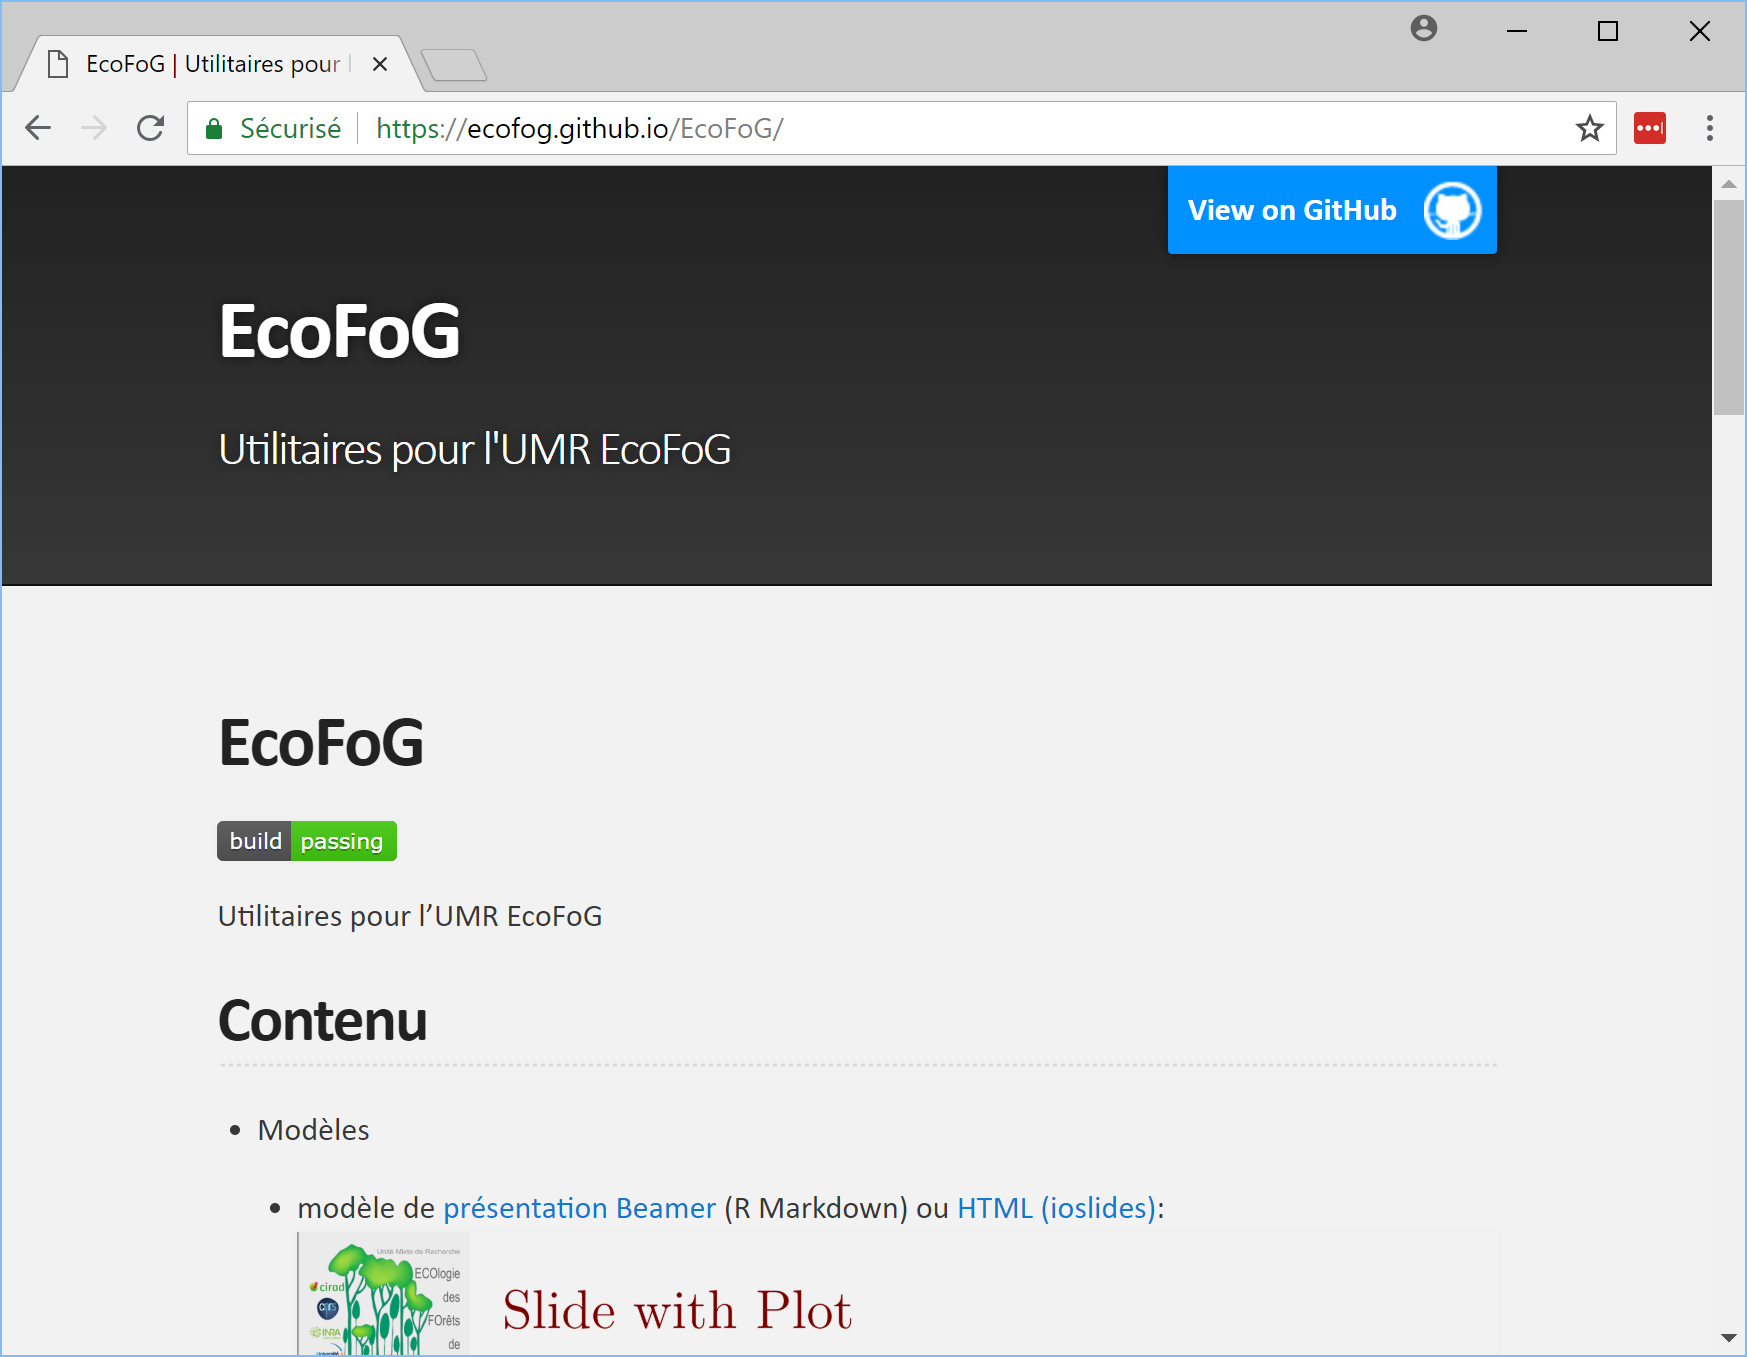 EcoFoG | Utilitaires pour
Sécurisé https://ecofog.github.io/EcoFoG/
View on GitHub
EcoFoG
Utilitaires pour l'UMR EcoFoG
EcoFoG
build passing
Utilitaires pour l’UMR EcoFoG
Contenu
Modèles
modèle de présentation Beamer (R Markdown) ou HTML (ioslides):
Unité Mixte de Recherche
ECOlogie
cirad
des
cnrs
FOrêts
INRA
de
Slide with Plot